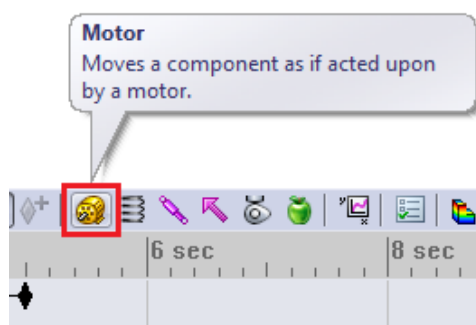 Motor
Moves a component as if acted upon
by a motor.
6 sec
8 sec